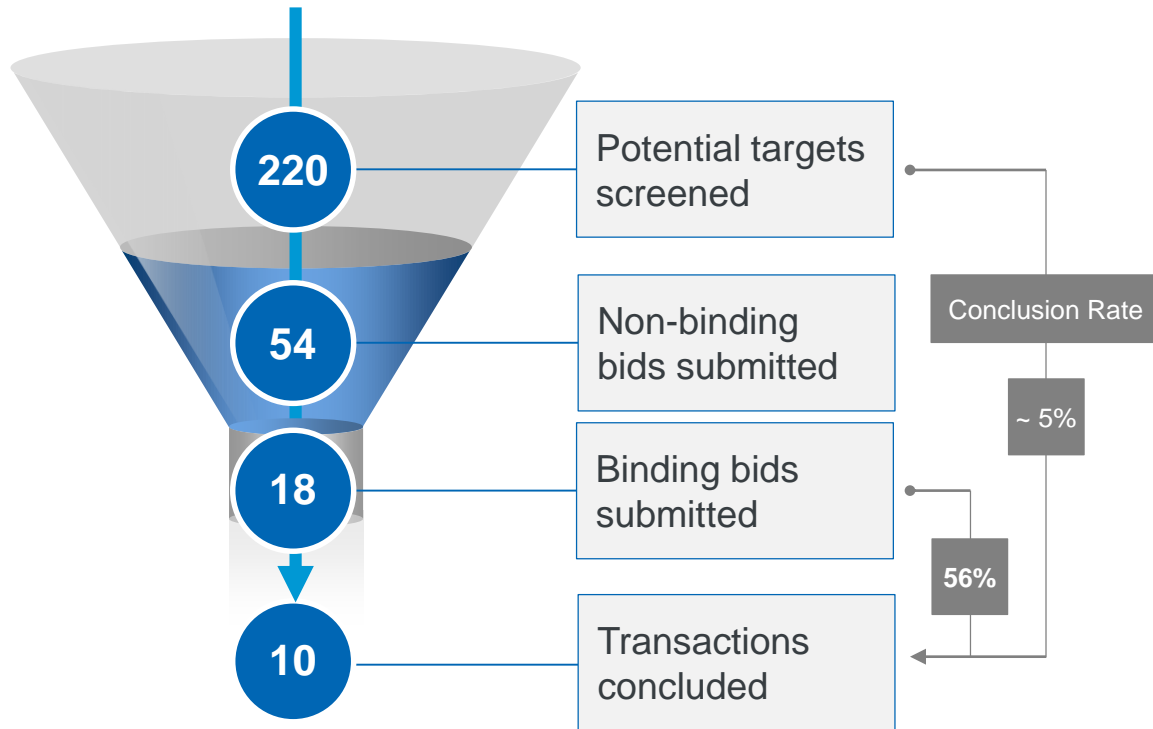 220
Potential targets
screened
Conclusion Rate
54
Non-binding
bids submitted
~ 5%
18
Binding bids
submitted
56%
10
Transactions
concluded